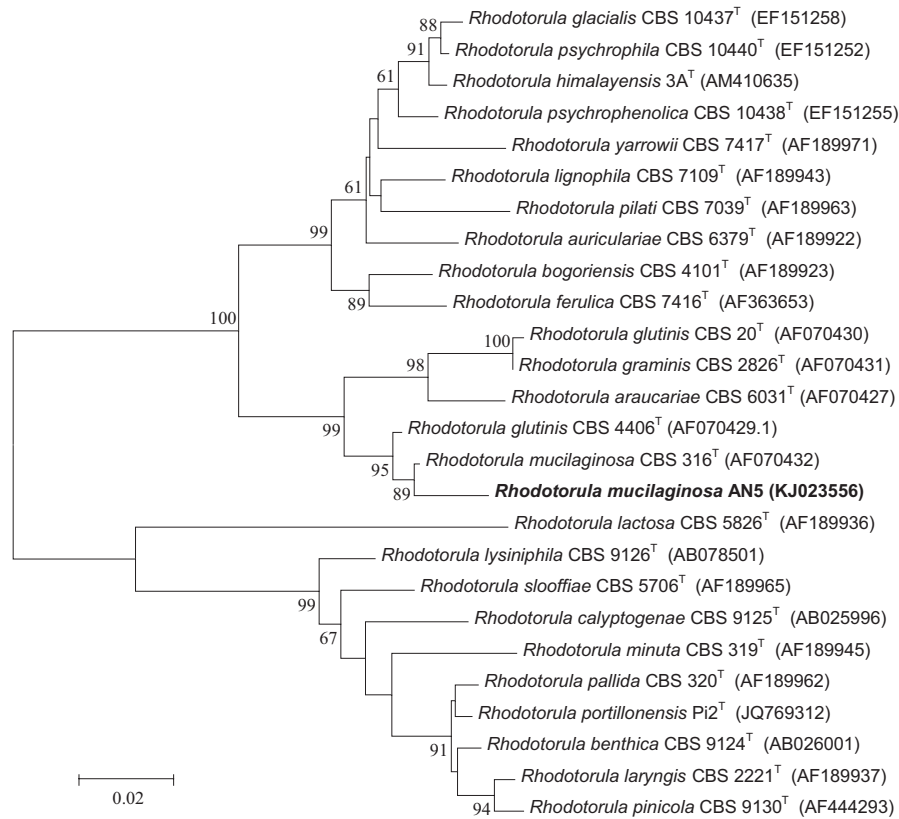 88 Rhodotorula glacialis CBS 10437T (EF151258)
91 Rhodotorula psychrophila CBS 10440T (EF151252)
61 Rhodotorula himalayensis 3AT (AM410635)
Rhodotorula psychrophenolica CBS 10438T (EF151255)
Rhodotorula yarrowii CBS 7417T (AF189971)
61 Rhodotorula lignophila CBS 7109T (AF189943)
Rhodotorula pilati CBS 7039T (AF189963)
99 Rhodotorula auriculariae CBS 6379T (AF189922)
Rhodotorula bogoriensis CBS 4101T (AF189923)
89 Rhodotorula ferulica CBS 7416T (AF363653)
100
100 Rhodotorula glutinis CBS 20T (AF070430)
98 Rhodotorula graminis CBS 2826T (AF070431)
Rhodotorula araucariae CBS 6031T (AF070427)
99 Rhodotorula glutinis CBS 4406T (AF070429.1)
95 Rhodotorula mucilaginosa CBS 316T (AF070432)
89 Rhodotorula mucilaginosa AN5 (KJ023556)
Rhodotorula lactosa CBS 5826T (AF189936)
Rhodotorula lysiniphila CBS 9126T (AB078501)
99 Rhodotorula slooffiae CBS 5706T (AF189965)
67 Rhodotorula calyptogenae CBS 9125T (AB025996)
Rhodotorula minuta CBS 319T (AF189945)
Rhodotorula pallida CBS 320T (AF189962)
Rhodotorula portillonensis Pi2T (JQ769312)
91 Rhodotorula benthica CBS 9124T (AB026001)
Rhodotorula laryngis CBS 2221T (AF189937)
94 Rhodotorula pinicola CBS 9130T (AF444293)
0.02